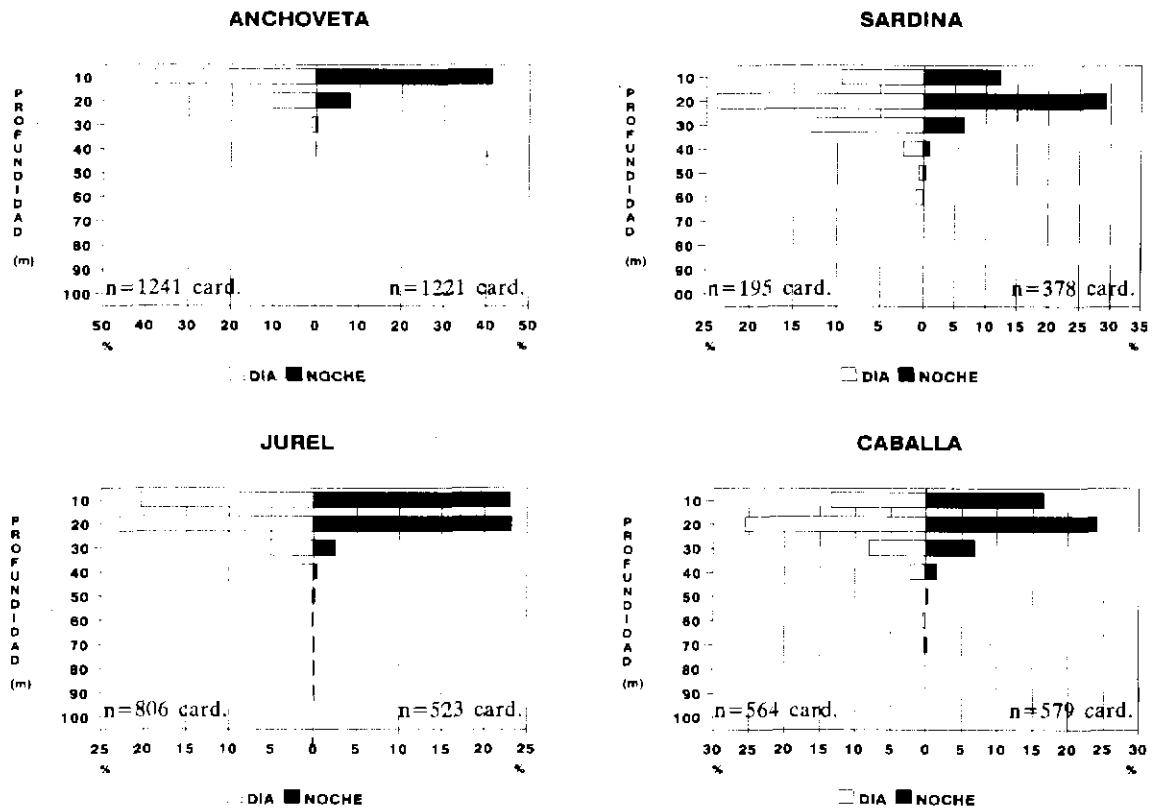 ANCHOVETA
PROFUNDIDAD
(m)
10
20
30
40
50
60
70
80
90
100
n=1241 card.
n=1221 card.
50 40 30 20 10 0 10 20 30 40 50
% %
DIA NOCHE
SARDINA
PROFUNDIDAD
(m)
10
20
30
40
50
60
70
80
90
00
n=195 card.
n=378 card.
25 20 15 10 5 0 5 10 15 20 25 30 35
% %
DIA NOCHE
JUREL
PROFUNDIDAD
(m)
10
20
30
40
50
60
70
80
90
100
n=806 card.
n=523 card.
25 20 15 10 5 0 5 10 15 20 25
% %
DIA NOCHE
CABALLA
PROFUNDIDAD
(m)
10
20
30
40
50
60
70
80
90
100
n=564 card.
n=579 card.
30 25 20 15 10 5 0 5 10 15 20 25 30
% %
DIA NOCHE